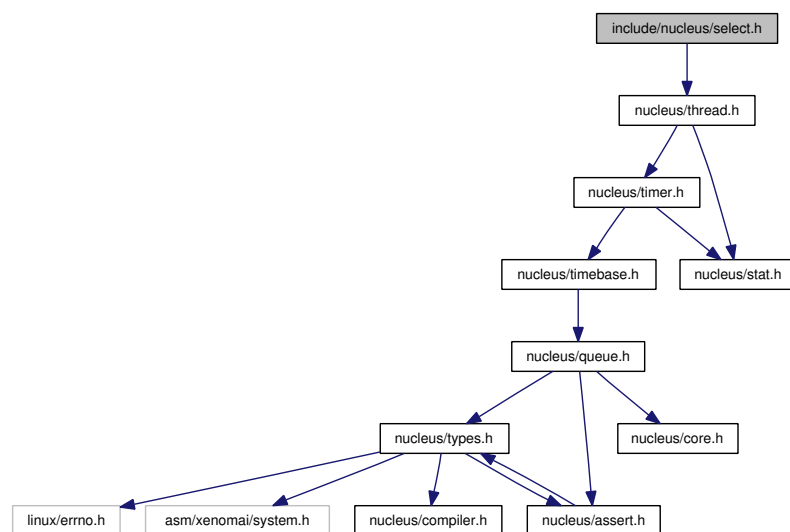 include/nucleus/select.h
nucleus/thread.h
nucleus/timer.h
nucleus/timebase.h
nucleus/stat.h
nucleus/queue.h
nucleus/types.h
nucleus/core.h
linux/errno.h
asm/xenomai/system.h
nucleus/compiler.h
nucleus/assert.h